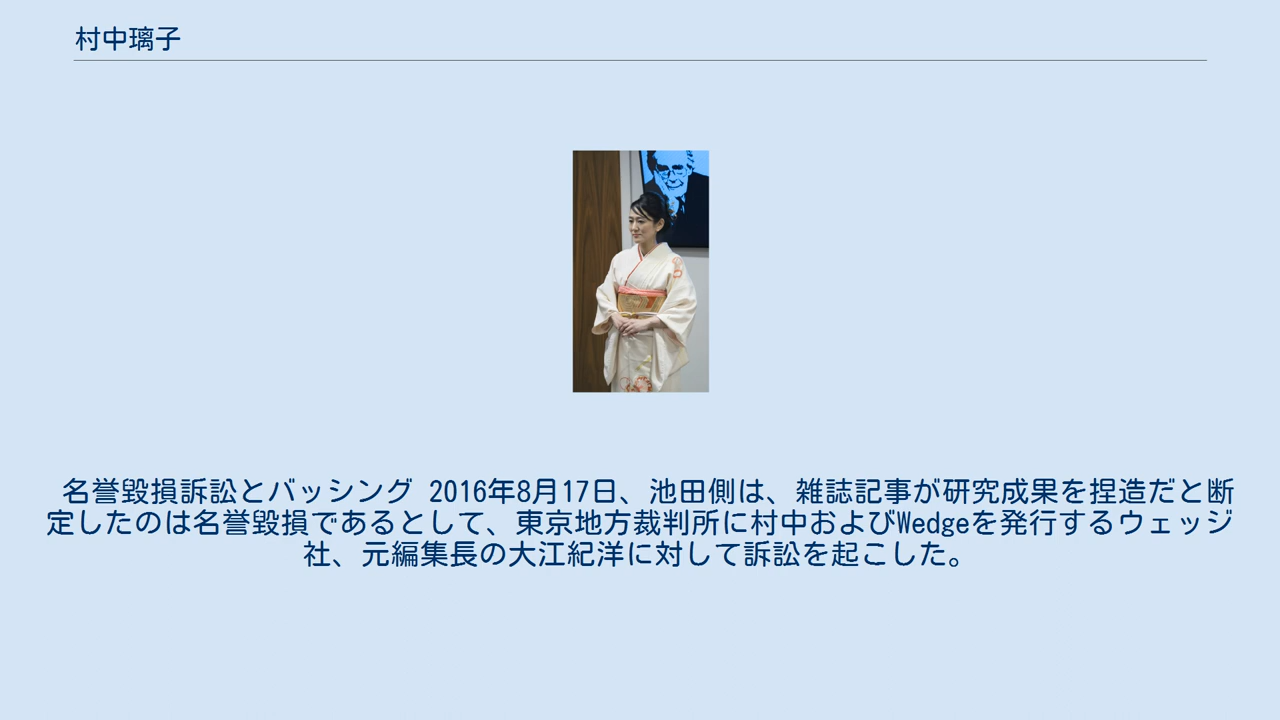 村中璃子
名誉毀損訴訟とバッシング 2016年8月17日、池田側は、雑誌記事が研究成果を捏造だと断
定したのは名誉毀損であるとして、東京地方裁判所に村中およびWedgeを発行するウェッジ
社、元編集長の大江紀洋に対して訴訟を起こした。